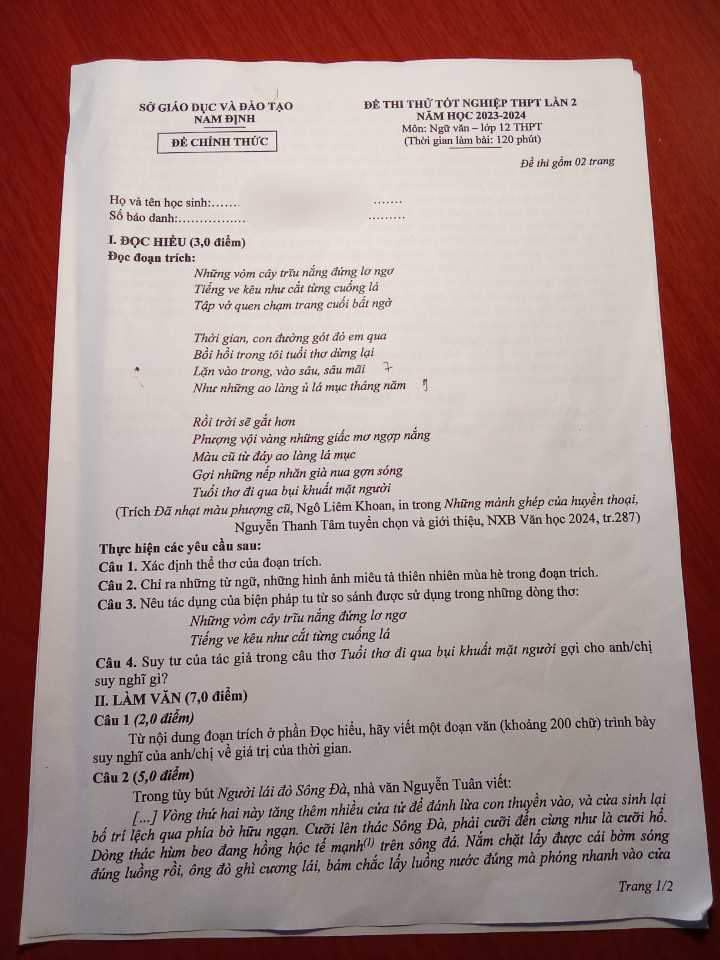 SỞ GIÁO DỤC VÀ ĐÀO TẠO
NAM ĐỊNH
ĐỀ CHÍNH THỨC
ĐỀ THI THỬ TỐT NGHIỆP THPT LẦN 2
NĂM HỌC 2023-2024
Môn: Ngữ văn – lớp 12 THPT
(Thời gian làm bài: 120 phút)
Đề thi gồm 02 trang
Họ và tên học sinh:...... .......
Số báo danh:............... .........
I. ĐỌC HIỂU (3,0 điểm)
Đọc đoạn trích:
Những vòm cây trĩu nắng đứng lơ ngơ
Tiếng ve kêu như cắt từng cuống lá
Tập vở quen chạm trang cuối bất ngờ
Thời gian, con đường gót đỏ em qua
Bồi hồi trong tôi tuổi thơ dừng lại
Lặn vào trong, vào sâu, sâu mãi
Như những ao làng ủ lá mục tháng năm
Rồi trời sẽ gắt hơn
Phượng vội vàng những giấc mơ ngợp nắng
Màu cũ từ đáy ao làng lá mục
Gợi những nếp nhăn già nua gợn sóng
Tuổi thơ đi qua bụi khuất mặt người
(Trích Đã nhạt màu phượng cũ, Ngô Liêm Khoan, in trong Những mảnh ghép của huyền thoại,
Nguyễn Thanh Tâm tuyển chọn và giới thiệu, NXB Văn học 2024, tr.287)
Thực hiện các yêu cầu sau:
Câu 1. Xác định thể thơ của đoạn trích.
Câu 2. Chỉ ra những từ ngữ, những hình ảnh miêu tả thiên nhiên mùa hè trong đoạn trích.
Câu 3. Nêu tác dụng của biện pháp tu từ so sánh được sử dụng trong những dòng thơ:
Những vòm cây trĩu nắng đứng lơ ngơ
Tiếng ve kêu như cắt từng cuống lá
Câu 4. Suy tư của tác giả trong câu thơ Tuổi thơ đi qua bụi khuất mặt người gợi cho anh/chị
suy nghĩ gì?
II. LÀM VĂN (7,0 điểm)
Câu 1 (2,0 điểm)
Từ nội dung đoạn trích ở phần Đọc hiểu, hãy viết một đoạn văn (khoảng 200 chữ) trình bày
suy nghĩ của anh/chị về giá trị của thời gian.
Câu 2 (5,0 điểm)
Trong tùy bút Người lái đò Sông Đà, nhà văn Nguyễn Tuân viết:
[...] Vòng thứ hai này tăng thêm nhiều cửa tử để đánh lừa con thuyền vào, và cửa sinh lại
bố trí lệch qua phía bờ hữu ngạn. Cưỡi lên thác Sông Đà, phải cưỡi đến cùng như là cưỡi hổ.
Dòng thác hùm beo đang hồng hộc tế mạnh(1) trên sông đá. Nắm chặt lấy được cái bờm sóng
đúng luồng rồi, ông đò ghì cương lái, bám chắc lấy luồng nước đúng mà phóng nhanh vào cửa
Trang 1/2